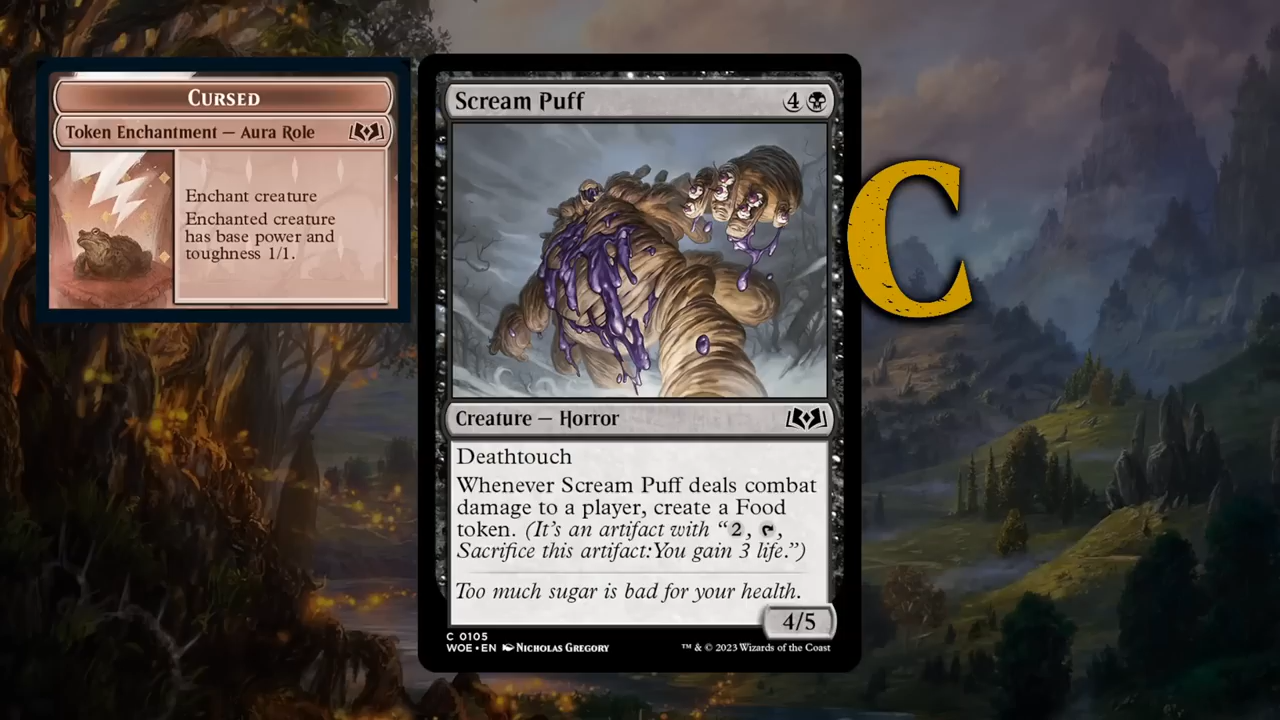 CURSED
Token Enchantment — Aura Role
Enchant creature
Enchanted creature
has base power and
toughness 1/1.
Scream Puff
4
C
Creature — Horror
Deathtouch
Whenever Scream Puff deals combat
damage to a player, create a Food
token. (It's an artifact with “2, ,
Sacrifice this artifact:You gain 3 life.”)
Too much sugar is bad for your health.
4/5
C 0105
WOE • EN NICHOLAS GREGORY
™ & © 2023 Wizards of the Coast